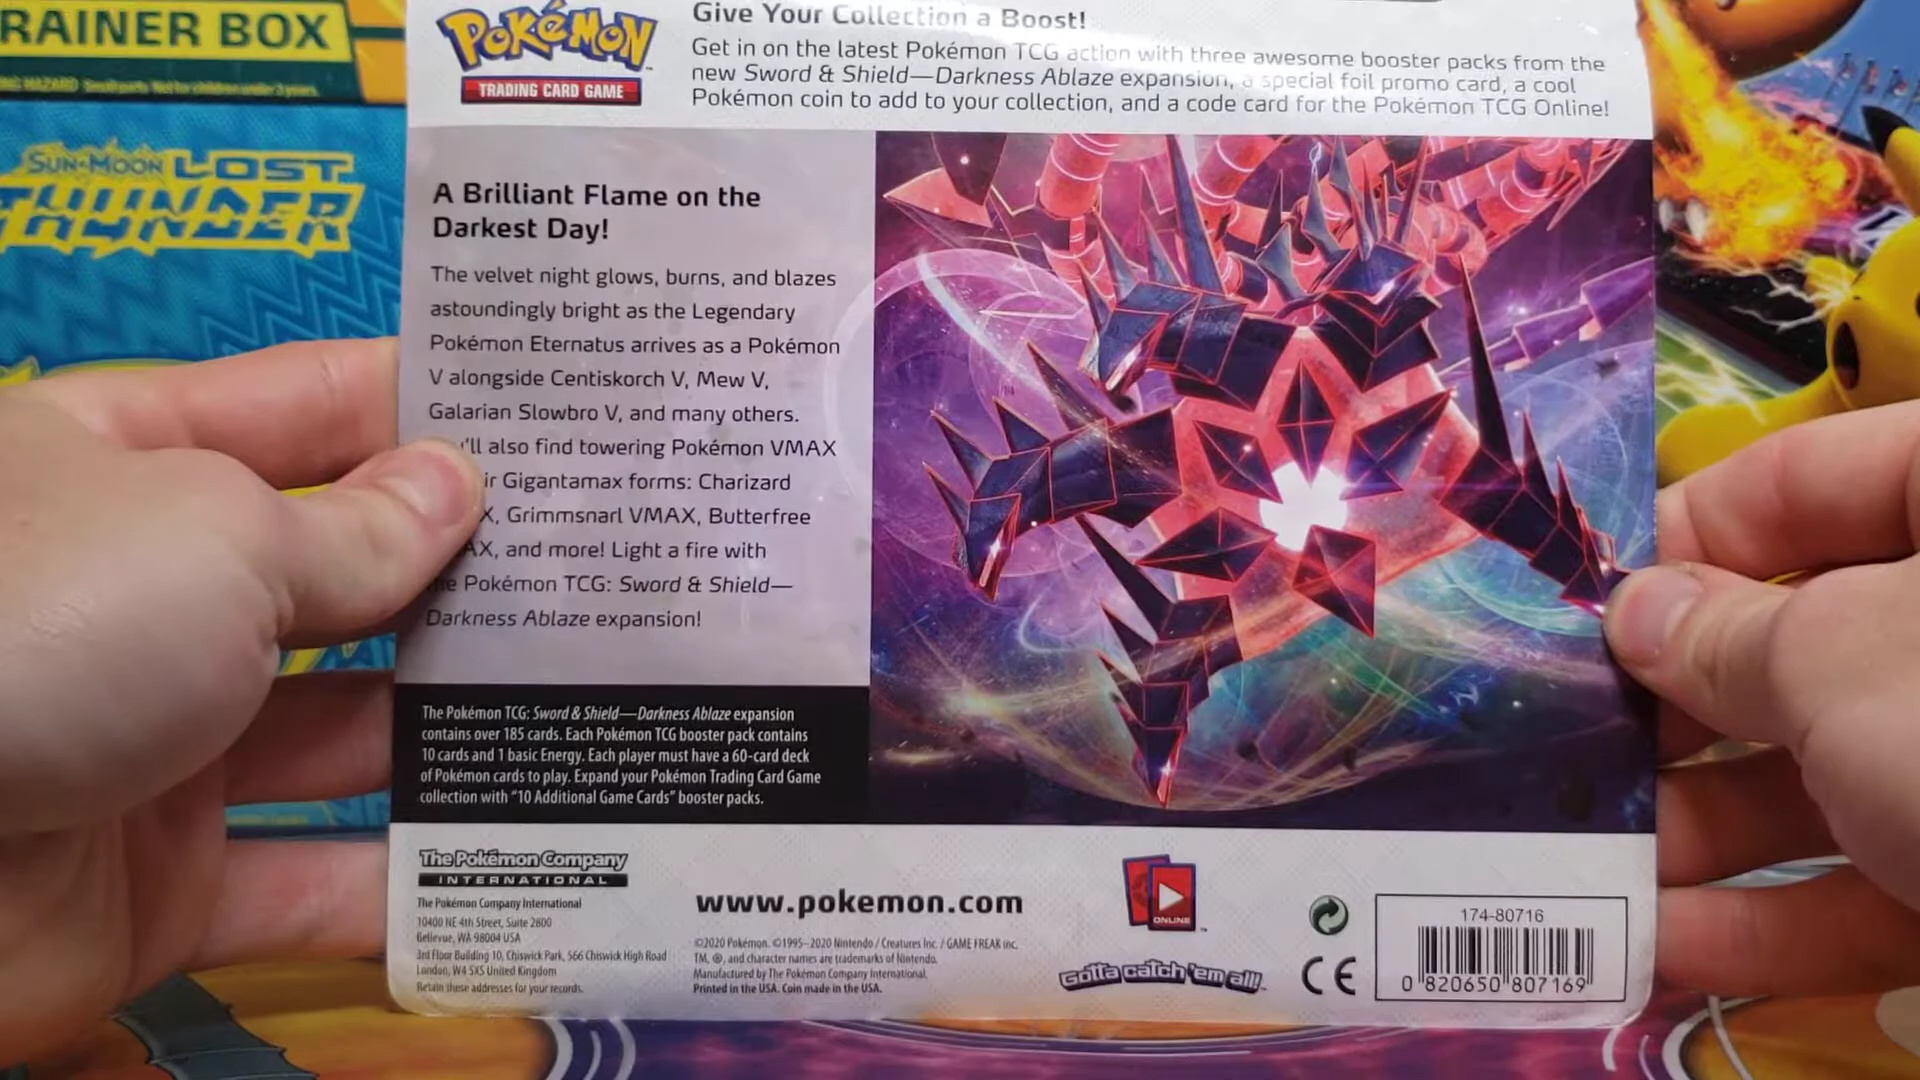 RAINER BOX
SUN & MOON LOST
THUNDER
Pokémon
TRADING CARD GAME
Give Your Collection a Boost!
Get in on the latest Pokémon TCG action with three awesome booster packs from the
new Sword & Shield—Darkness Ablaze expansion, a special foil promo card, a cool
Pokémon coin to add to your collection, and a code card for the Pokémon TCG Online!
A Brilliant Flame on the
Darkest Day!
The velvet night glows, burns, and blazes
astoundingly bright as the Legendary
Pokémon Eternatus arrives as a Pokémon
V alongside Centiskorch V, Mew V,
Galarian Slowbro V, and many others.
'll also find towering Pokémon VMAX
ir Gigantamax forms: Charizard
X, Grimmsnarl VMAX, Butterfree
AX, and more! Light a fire with
he Pokémon TCG: Sword & Shield—
Darkness Ablaze expansion!
The Pokémon TCG: Sword & Shield—Darkness Ablaze expansion
contains over 185 cards. Each Pokémon TCG booster pack contains
10 cards and 1 basic Energy. Each player must have a 60-card deck
of Pokémon cards to play. Expand your Pokémon Trading Card Game
collection with "10 Additional Game Cards" booster packs.
The Pokémon Company
INTERNATIONAL
The Pokémon Company International
10400 NE 4th Street, Suite 2800
Bellevue, WA 98004 USA
3rd Floor Building 10, Chiswick Park, 566 Chiswick High Road
London, W4 5XS United Kingdom
Retain these addresses for your records.
www.pokemon.com
©2020 Pokémon. ©1995–2020 Nintendo / Creatures Inc. / GAME FREAK inc.
TM, ®, and character names are trademarks of Nintendo.
Manufactured by The Pokémon Company International.
Printed in the USA. Coin made in the USA.
ONLINE
Gotta catch 'em all!
CE
174-80716
0 820650 807169